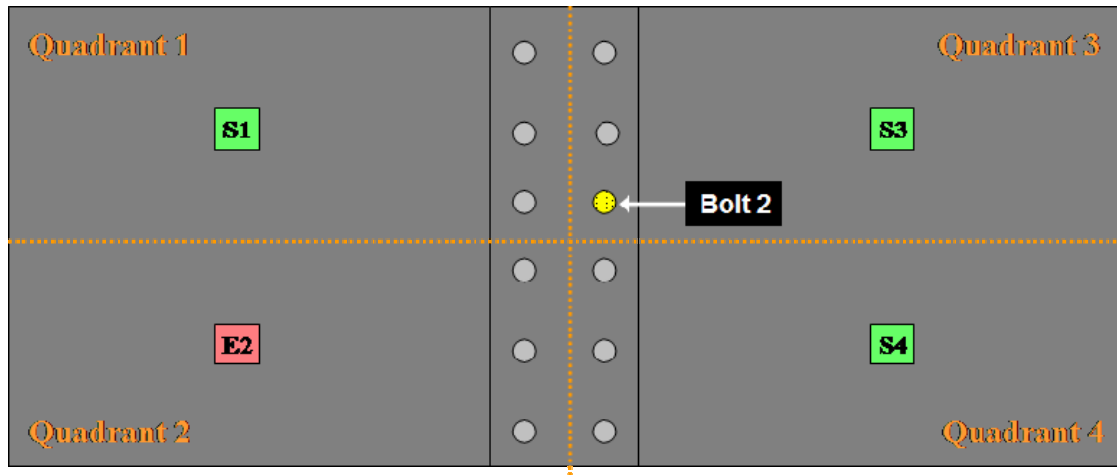 Quadrant 1
Quadrant 3
S1
S3
Bolt 2
E2
S4
Quadrant 2
Quadrant 4